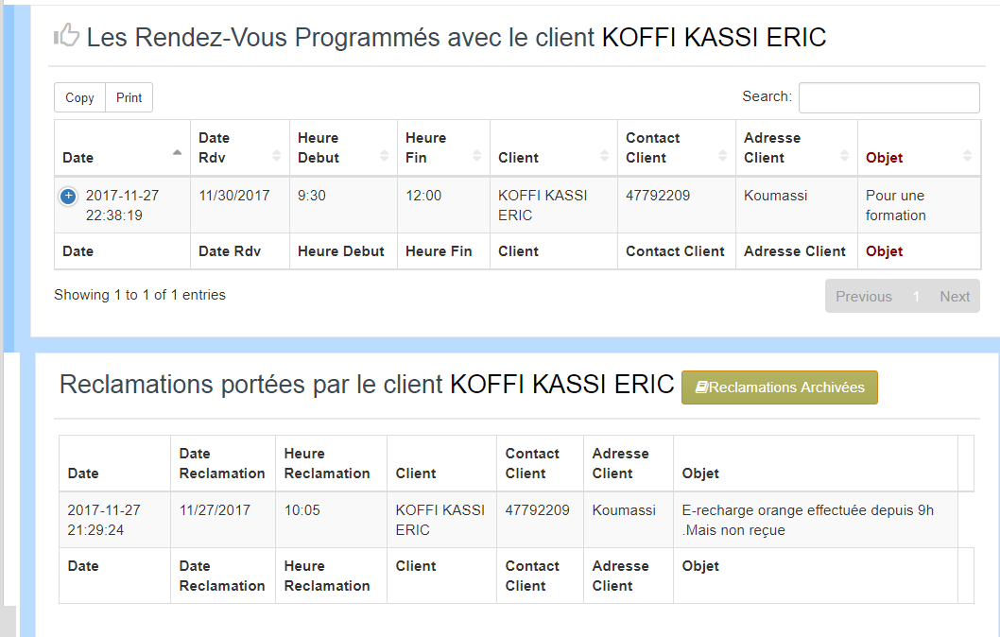 Les Rendez-Vous Programmés avec le client KOFFI KASSI ERIC
Copy Print Search:
Date Date Rdv Heure Debut Heure Fin Client Contact Client Adresse Client Objet
2017-11-27 22:38:19 11/30/2017 9:30 12:00 KOFFI KASSI ERIC 47792209 Koumassi Pour une formation
Date Date Rdv Heure Debut Heure Fin Client Contact Client Adresse Client Objet
Showing 1 to 1 of 1 entries Previous 1 Next
Reclamations portées par le client KOFFI KASSI ERIC Reclamations Archivées
Date Date Reclamation Heure Reclamation Client Contact Client Adresse Client Objet
2017-11-27 21:29:24 11/27/2017 10:05 KOFFI KASSI ERIC 47792209 Koumassi E-recharge orange effectuée depuis 9h .Mais non reçue
Date Date Reclamation Heure Reclamation Client Contact Client Adresse Client Objet